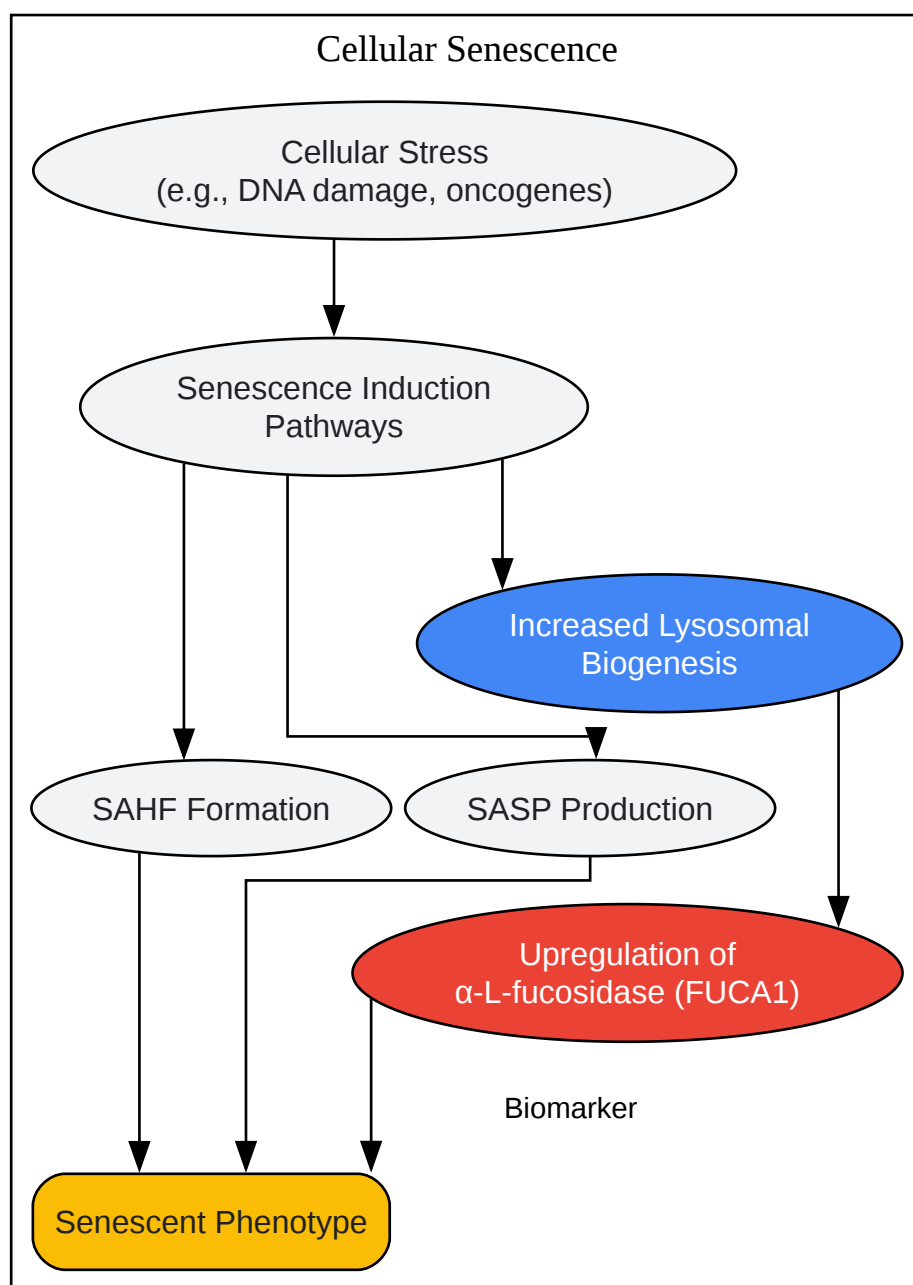 Cellular Senescence
Cellular Stress
(e.g., DNA damage, oncogenes)
Senescence Induction
Pathways
Increased Lysosomal
Biogenesis
SAHF Formation
SASP Production
Upregulation of
α-L-fucosidase (FUCA1)
Biomarker
Senescent Phenotype